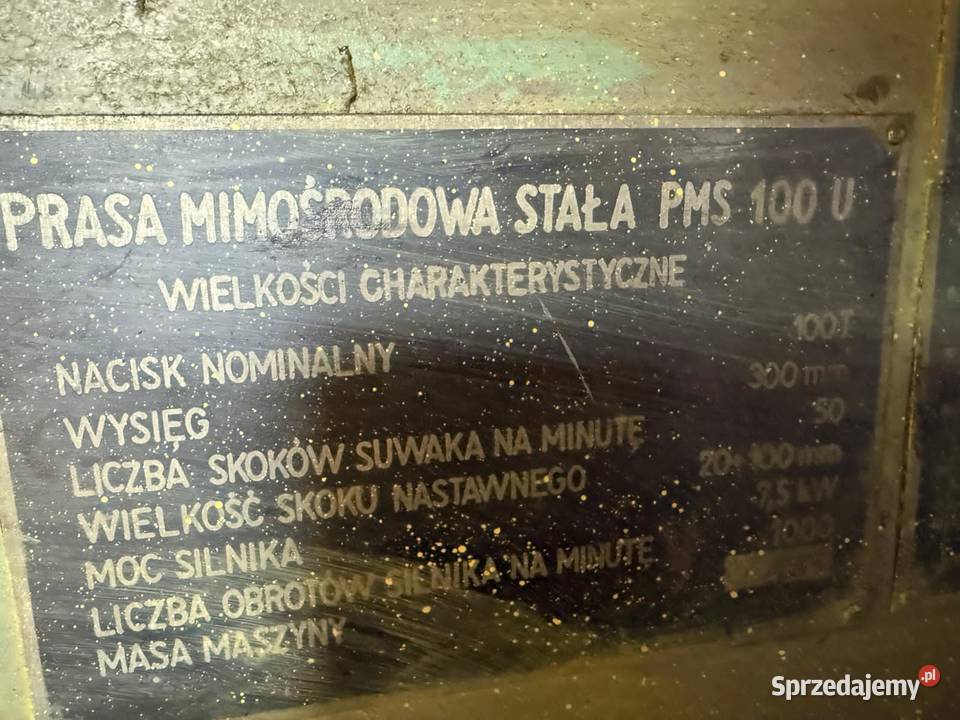 PRASA MIMOŚRODOWA STAŁA PMS 100 U
WIELKOŚCI CHARAKTERYSTYCZNE
NACISK NOMINALNY 100T
WYSIĘG 300 mm
LICZBA SKOKÓW SUWAKA NA MINUTĘ 50
WIELKOŚĆ SKOKU NASTAWNEGO 20÷100 mm
MOC SILNIKA 7,5 kW
LICZBA OBROTÓW SILNIKA NA MINUTĘ 1000
MASA MASZYNY
Sprzedajemy.pl